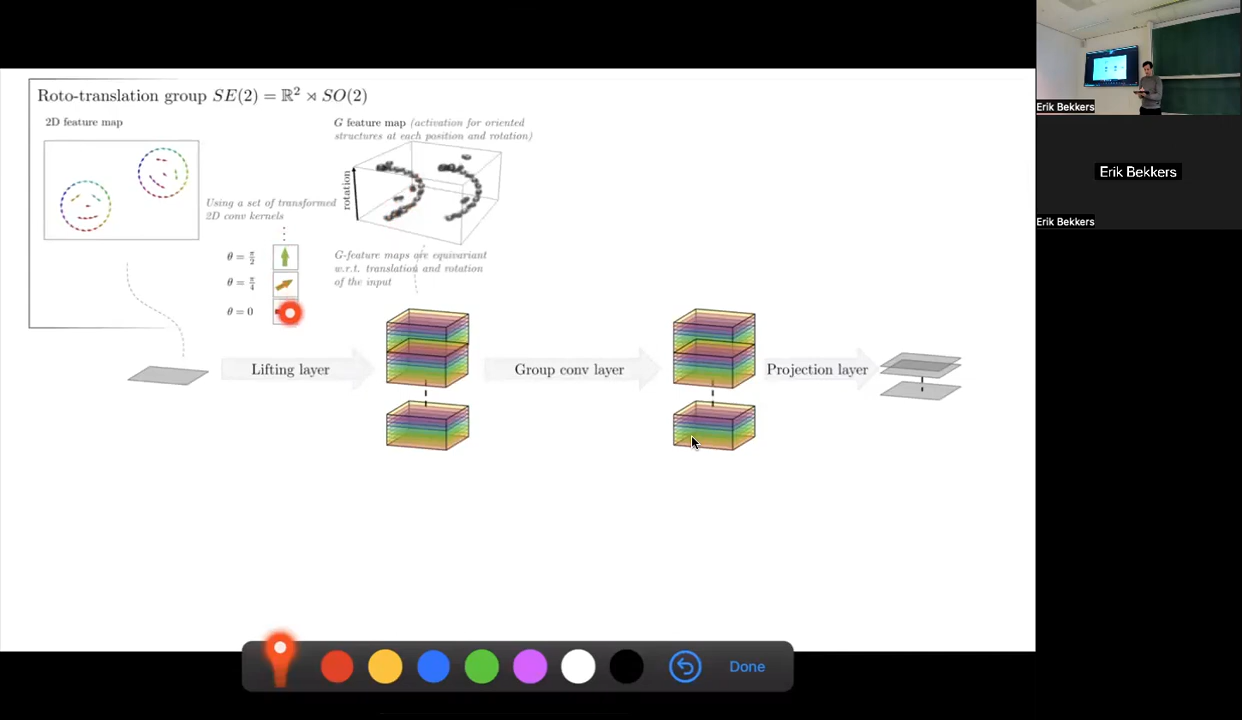 Roto-translation group SE(2) = ℝ² ⋊ SO(2)
2D feature map
G feature map (activation for oriented
structures at each position and rotation)
rotation
Using a set of transformed
2D conv kernels
θ = π/2
θ = π/4
θ = 0
G-feature maps are equivariant
w.r.t. translation and rotation
of the input
Lifting layer
Group conv layer
Projection layer
Done
Erik Bekkers
Erik Bekkers
Erik Bekkers